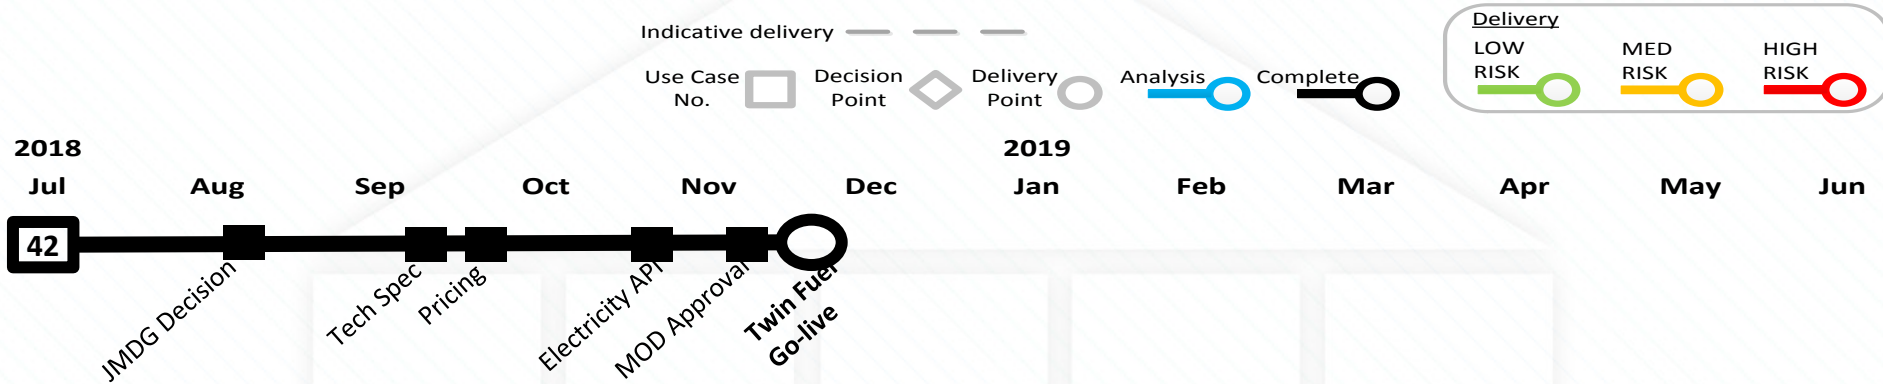 Indicative delivery
Use Case
No.
Decision
Point
Delivery
Point
Analysis
Complete
Delivery
LOW
RISK
MED
RISK
HIGH
RISK
2018
2019
Jul Aug Sep Oct Nov Dec Jan Feb Mar Apr May Jun
42
JMDG Decision
Tech Spec
Pricing
Electricity API
MOD Approval
Twin Fuel
Go-live